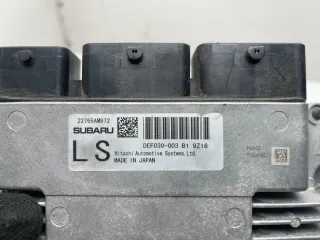 22765AM972
SUBARU
DEF030-003 B1 9Z16
LS
Hitachi Automotive Systems,Ltd.
MADE IN JAPAN